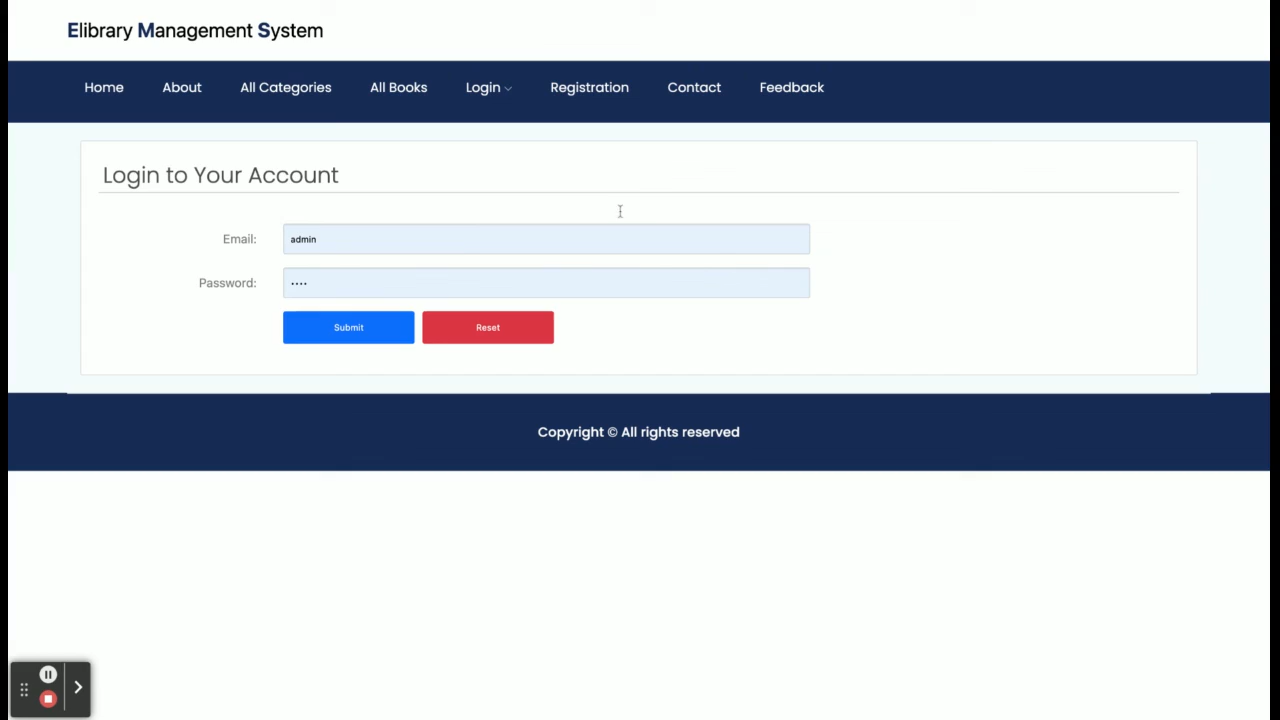 Elibrary Management System
Home About All Categories All Books Login Registration Contact Feedback
Login to Your Account
Email: admin
Password: ••••
Submit Reset
Copyright © All rights reserved